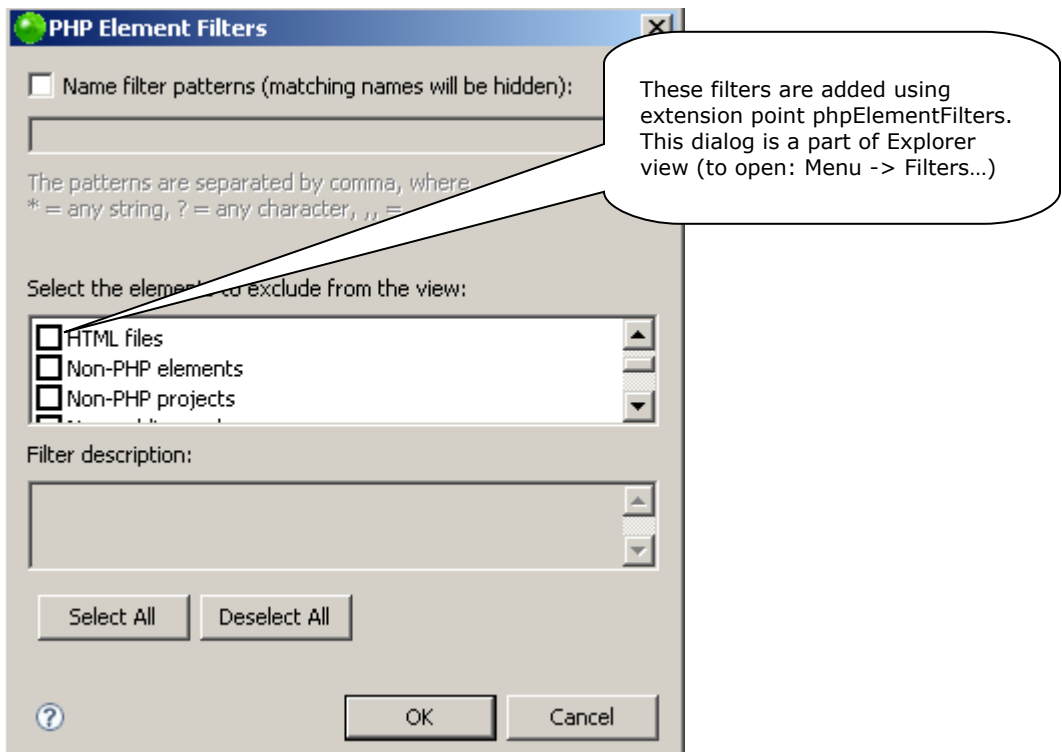 PHP Element Filters
Name filter patterns (matching names will be hidden):
The patterns are separated by comma, where
* = any string, ? = any character, ,, =
Select the elements to exclude from the view:
HTML files
Non-PHP elements
Non-PHP projects
Filter description:
Select All
Deselect All
OK
Cancel
These filters are added using
extension point phpElementFilters.
This dialog is a part of Explorer
view (to open: Menu -> Filters…)